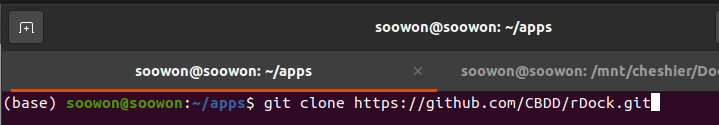 soowon@soowon: ~/apps
soowon@soowon: ~/apps × soowon@soowon: /mnt/cheshier/Do
(base) soowon@soowon:~/apps$ git clone https://github.com/CBDD/rDock.git